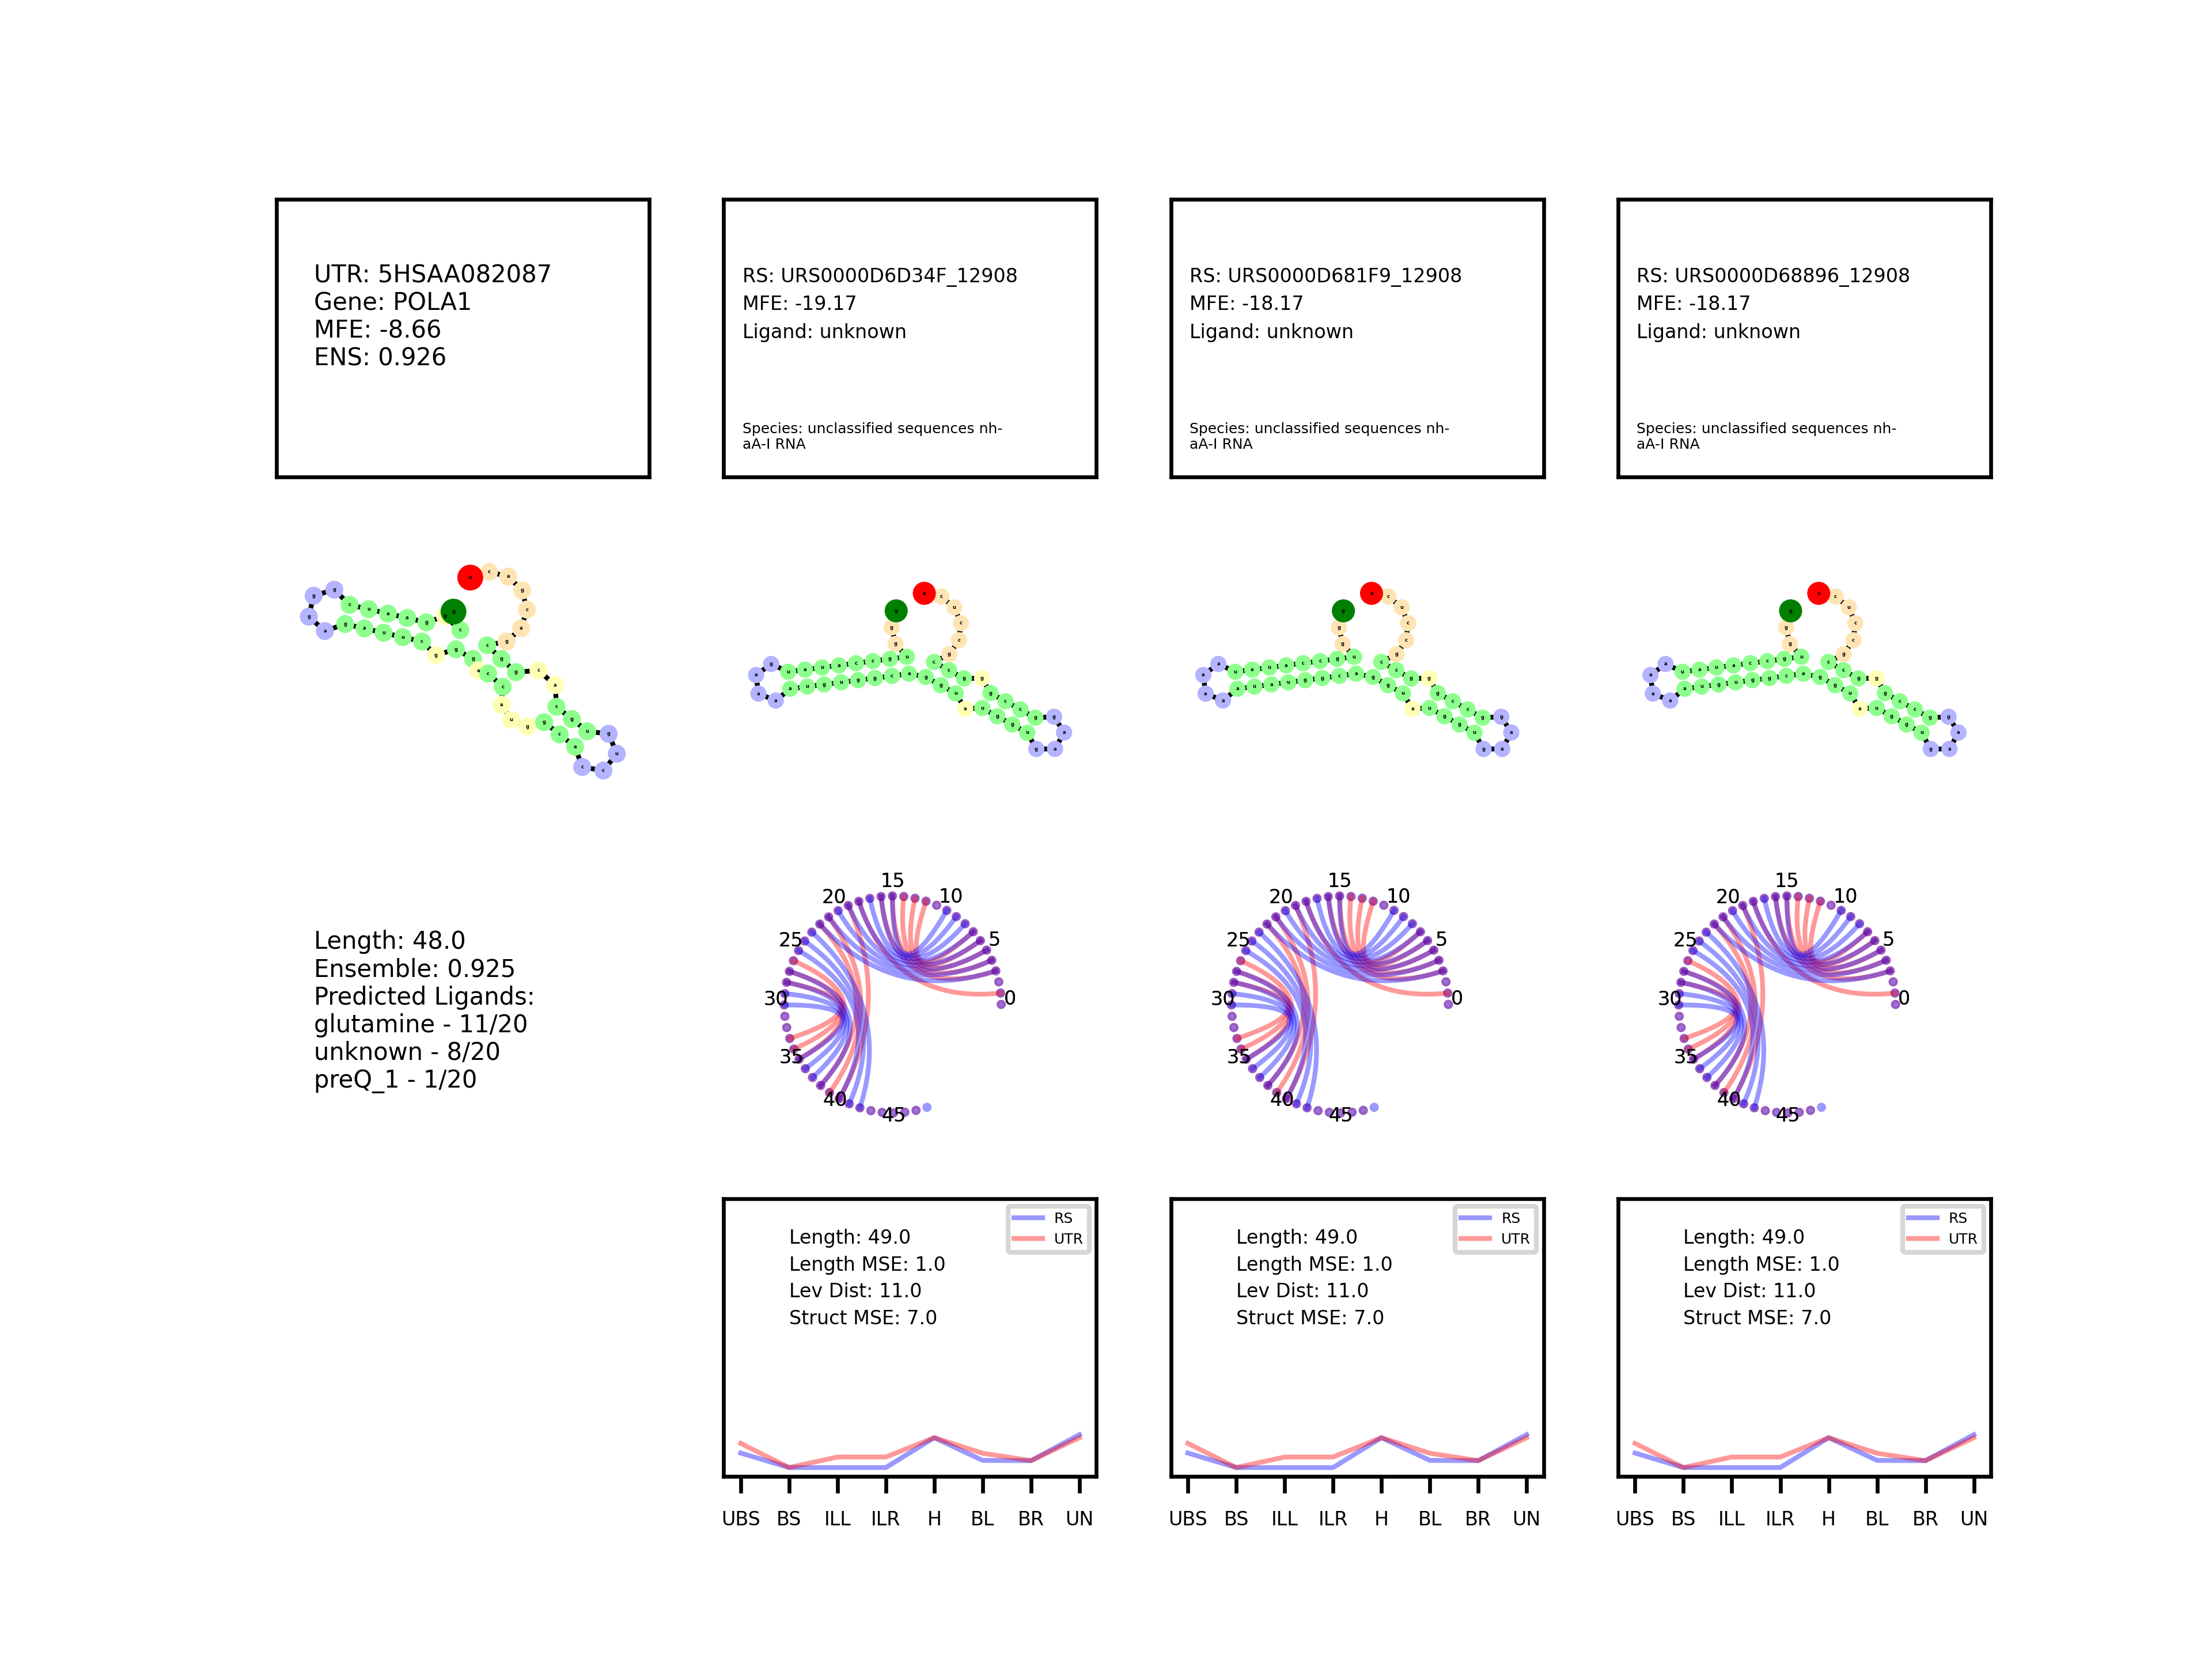 UTR: 5HSAA082087
Gene: POLA1
MFE: -8.66
ENS: 0.926
RS: URS0000D6D34F_12908
MFE: -19.17
Ligand: unknown
Species: unclassified sequences nh-
aA-I RNA
RS: URS0000D681F9_12908
MFE: -18.17
Ligand: unknown
Species: unclassified sequences nh-
aA-I RNA
RS: URS0000D68896_12908
MFE: -18.17
Ligand: unknown
Species: unclassified sequences nh-
aA-I RNA
Length: 48.0
Ensemble: 0.925
Predicted Ligands:
glutamine - 11/20
unknown - 8/20
preQ_1 - 1/20
0
5
10
15
20
25
30
35
40
45
0
5
10
15
20
25
30
35
40
45
0
5
10
15
20
25
30
35
40
45
RS
UTR
Length: 49.0
Length MSE: 1.0
Lev Dist: 11.0
Struct MSE: 7.0
UBS BS ILL ILR H BL BR UN
RS
UTR
Length: 49.0
Length MSE: 1.0
Lev Dist: 11.0
Struct MSE: 7.0
UBS BS ILL ILR H BL BR UN
RS
UTR
Length: 49.0
Length MSE: 1.0
Lev Dist: 11.0
Struct MSE: 7.0
UBS BS ILL ILR H BL BR UN